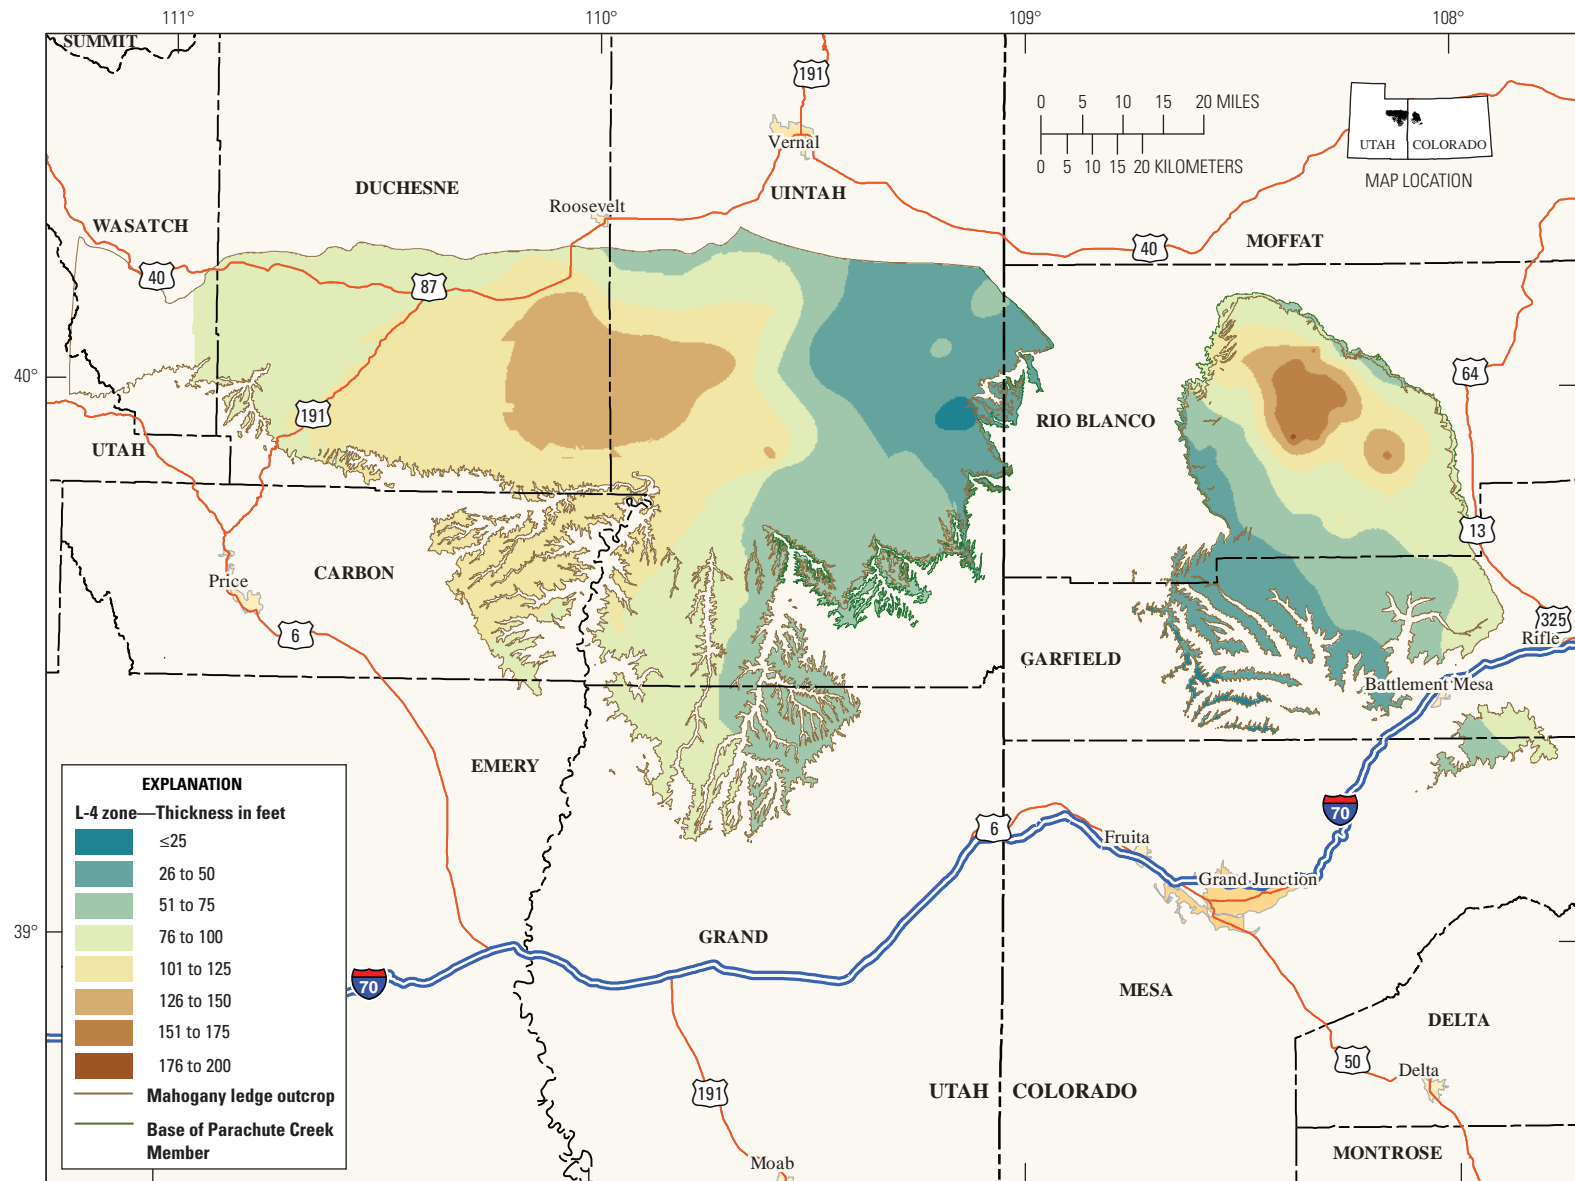 111°
110°
109°
108°
SUMMIT
191
0 5 10 15 20 MILES
0 5 10 15 20 KILOMETERS
Vernal
UTAH
COLORADO
MAP LOCATION
DUCHESNE
UINTAH
Roosevelt
WASATCH
MOFFAT
40
40
87
40°
64
191
RIO BLANCO
UTAH
13
CARBON
Price
325
6
Rifle
GARFIELD
Battlement Mesa
EMERY
EXPLANATION
L-4 zone—Thickness in feet
≤25
26 to 50
51 to 75
76 to 100
101 to 125
126 to 150
151 to 175
176 to 200
Mahogany ledge outcrop
Base of Parachute Creek
Member
70
6
Fruita
Grand Junction
39°
GRAND
70
MESA
DELTA
50
Delta
191
UTAH
COLORADO
MONTROSE
Moab